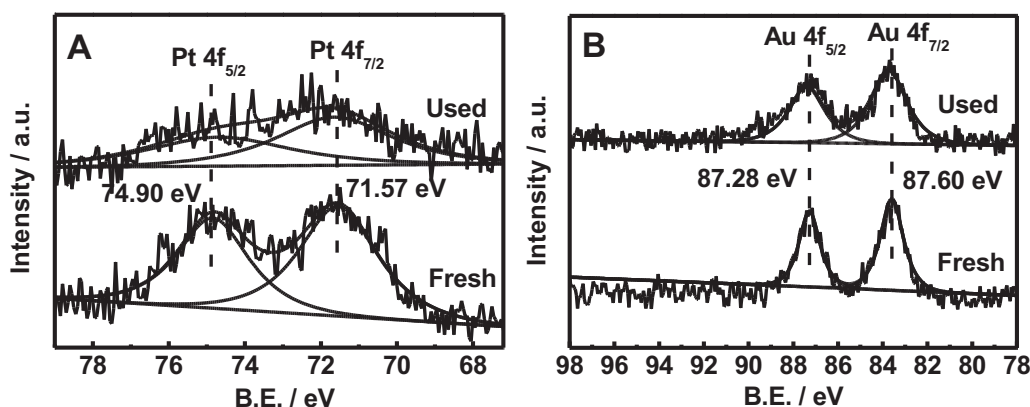 A
Pt 4f5/2
Pt 4f7/2
Used
74.90 eV
71.57 eV
Fresh
Intensity / a.u.
78 76 74 72 70 68
B.E. / eV
B
Au 4f5/2
Au 4f7/2
Used
87.28 eV
87.60 eV
Fresh
Intensity / a.u.
98 96 94 92 90 88 86 84 82 80 78
B.E. / eV